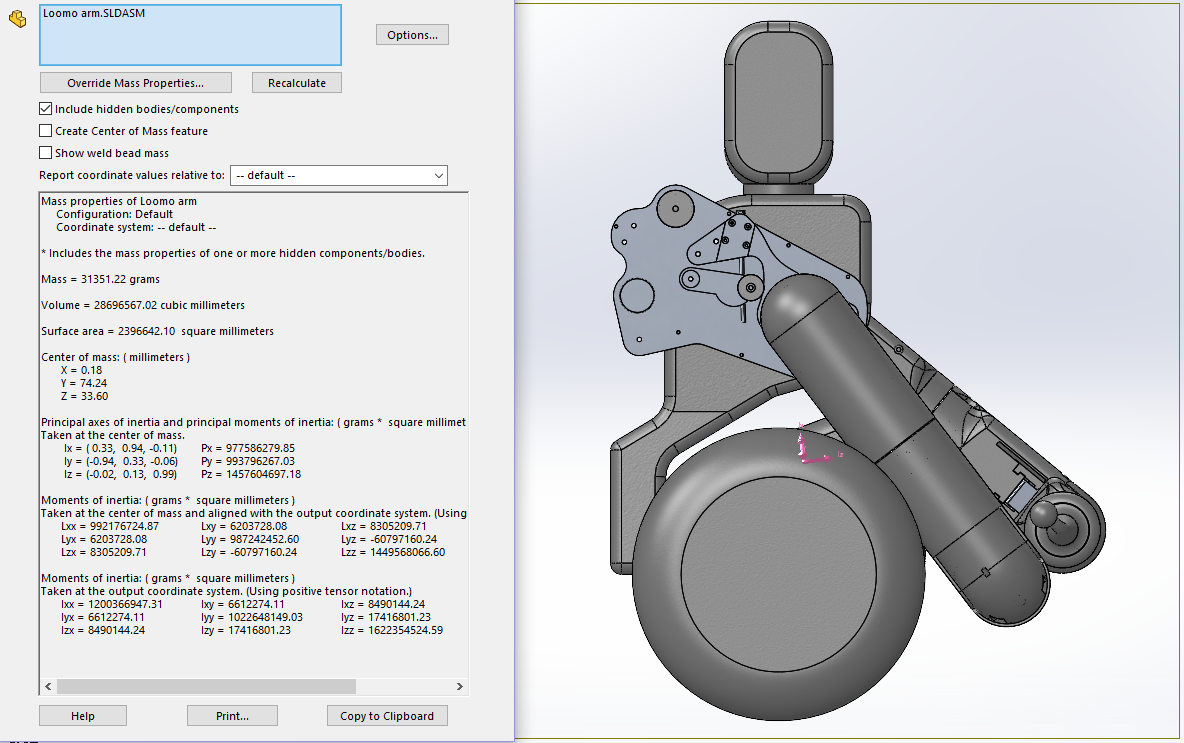 Loomo arm.SLDASM
Options...
Override Mass Properties...
Recalculate
Include hidden bodies/components
Create Center of Mass feature
Show weld bead mass
Report coordinate values relative to: -- default --
Mass properties of Loomo arm
Configuration: Default
Coordinate system: -- default --
* Includes the mass properties of one or more hidden components/bodies.
Mass = 31351.22 grams
Volume = 28696567.02 cubic millimeters
Surface area = 2396642.10 square millimeters
Center of mass: ( millimeters )
X = 0.18
Y = 74.24
Z = 33.60
Principal axes of inertia and principal moments of inertia: ( grams * square millimet
Taken at the center of mass.
Ix = ( 0.33, 0.94, -0.11) Px = 977586279.85
Iy = (-0.94, 0.33, -0.06) Py = 993796267.03
Iz = (-0.02, 0.13, 0.99) Pz = 1457604697.18
Moments of inertia: ( grams * square millimeters )
Taken at the center of mass and aligned with the output coordinate system. (Using
Lxx = 992176724.87 Lxy = 6203728.08 Lxz = 8305209.71
Lyx = 6203728.08 Lyy = 987242452.60 Lyz = -60797160.24
Lzx = 8305209.71 Lzy = -60797160.24 Lzz = 1449568066.60
Moments of inertia: ( grams * square millimeters )
Taken at the output coordinate system. (Using positive tensor notation.)
Ixx = 1200366947.31 Ixy = 6612274.11 Ixz = 8490144.24
Iyx = 6612274.11 Iyy = 1022648149.03 Iyz = 17416801.23
Izx = 8490144.24 Izy = 17416801.23 Izz = 1622354524.59
Help
Print...
Copy to Clipboard